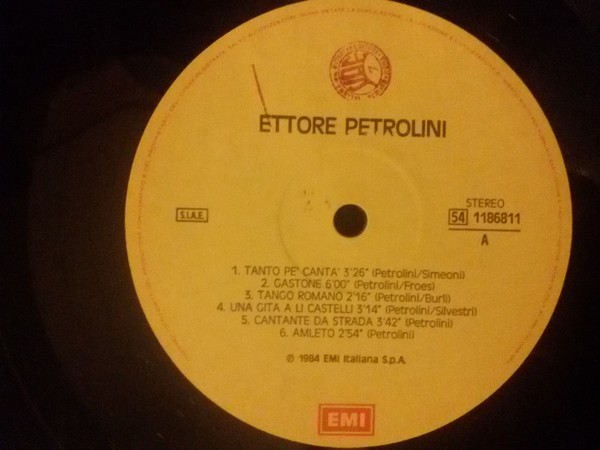 ETTORE PETROLINI
S.I.A.E.
STEREO
54 1186811
A
1. TANTO PE' CANTA' 3'26" (Petrolini/Simeoni)
2. GASTONE 6'00" (Petrolini/Froes)
3. TANGO ROMANO 2'16" (Petrolini/Burli)
4. UNA GITA A LI CASTELLI 3'14" (Petrolini/Silvestri)
5. CANTANTE DA STRADA 3'42" (Petrolini)
6. AMLETO 2'54" (Petrolini)
℗ 1984 EMI Italiana S.p.A.
EMI